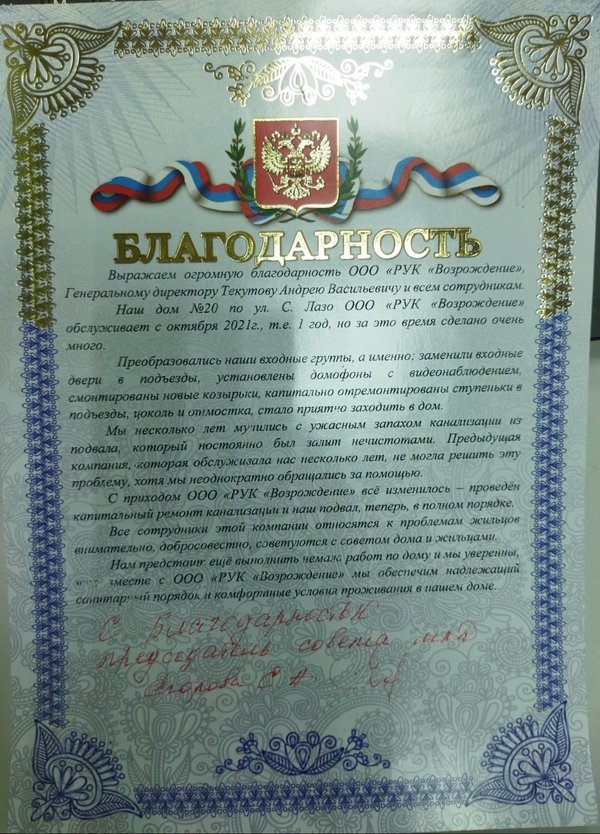 БЛАГОДАРНОСТЬ
Выражаем огромную благодарность ООО «РУК «Возрождение»,
Генеральному директору Текутову Андрею Васильевичу и всем сотрудникам.
Наш дом №20 по ул. С. Лазо ООО «РУК «Возрождение»
обслуживает с октября 2021г., т.е. 1 год, но за это время сделано очень
много.
Преобразовались наши входные группы, а именно: заменили входные
двери в подъезды, установлены домофоны с видеонаблюдением,
смонтированы новые козырьки, капитально отремонтированы ступеньки в
подъезды, цоколь и отмостка, стало приятно заходить в дом.
Мы несколько лет мучились с ужасным запахом канализации из
подвала, который постоянно был залит нечистотами. Предыдущая
компания, которая обслуживала нас несколько лет, не могла решить эту
проблему, хотя мы неоднократно обращались за помощью.
С приходом ООО «РУК «Возрождение» всё изменилось – проведён
капитальный ремонт канализации и наш подвал, теперь, в полном порядке.
Все сотрудники этой компании относятся к проблемам жильцов
внимательно, добросовестно, советуются с советом дома и жильцами.
Нам предстоит ещё выполнить немало работ по дому и мы уверенны,
вместе с ООО «РУК «Возрождение» мы обеспечим надлежащий
санитарный порядок и комфортные условия проживания в нашем доме.
С Благодарностью
председатель совета мкд
Егорова С. А.